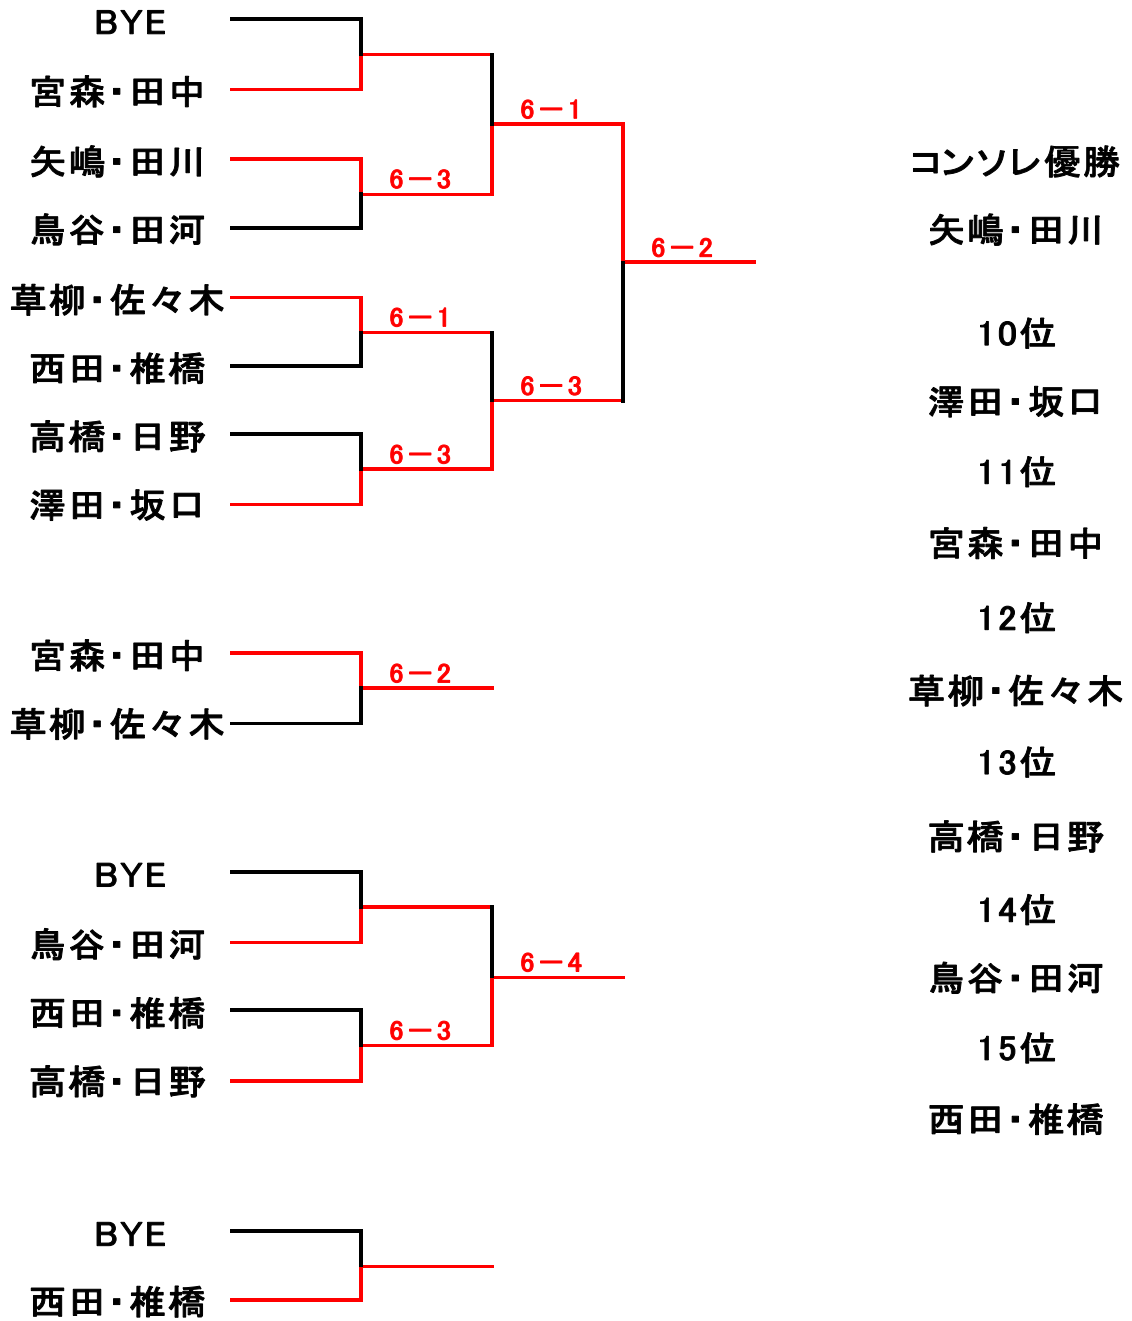 BYE
宮森・田中
矢嶋・田川
鳥谷・田河
草柳・佐々木
西田・椎橋
高橋・日野
澤田・坂口
6－3
6－1
6－3
6－1
6－3
6－2
宮森・田中
草柳・佐々木
6－2
BYE
鳥谷・田河
西田・椎橋
高橋・日野
6－3
6－4
BYE
西田・椎橋
コンソレ優勝
矢嶋・田川
10位
澤田・坂口
11位
宮森・田中
12位
草柳・佐々木
13位
高橋・日野
14位
鳥谷・田河
15位
西田・椎橋